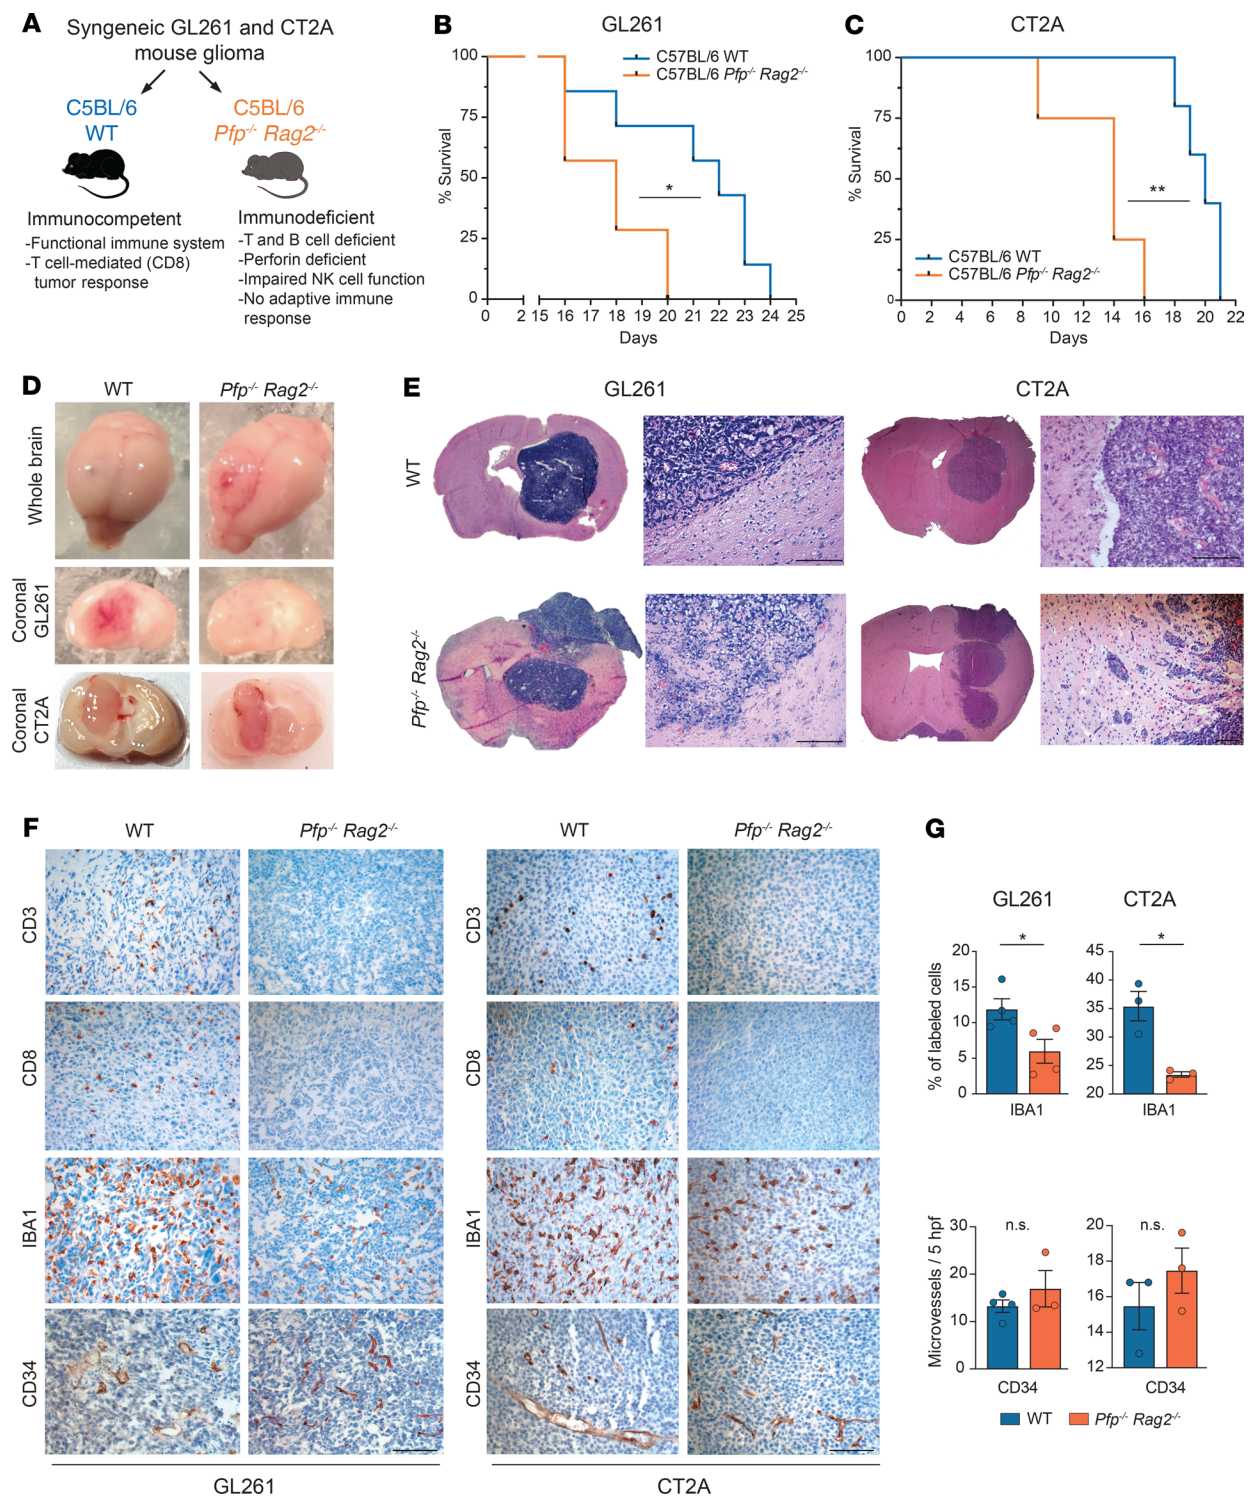 A
Syngeneic GL261 and CT2A
mouse glioma
C5BL/6
WT
C5BL/6
Pfp-/- Rag2-/-
Immunocompetent
-Functional immune system
-T cell-mediated (CD8)
tumor response
Immunodeficient
-T and B cell deficient
-Perforin deficient
-Impaired NK cell function
-No adaptive immune
response
B
GL261
C57BL/6 WT
C57BL/6 Pfp-/- Rag2-/-
% Survival
100
75
50
25
0
*
0 2 15 16 17 18 19 20 21 22 23 24 25
Days
C
CT2A
% Survival
100
75
50
25
0
**
C57BL/6 WT
C57BL/6 Pfp-/- Rag2-/-
0 2 4 6 8 10 12 14 16 18 20 22
Days
D
WT
Pfp-/- Rag2-/-
Whole brain
Coronal
GL261
Coronal
CT2A
E
GL261
CT2A
WT
Pfp-/- Rag2-/-
F
WT
Pfp-/- Rag2-/-
WT
Pfp-/- Rag2-/-
CD3
CD3
CD8
CD8
IBA1
IBA1
CD34
CD34
GL261
CT2A
G
GL261
CT2A
% of labeled cells
20
15
10
5
0
*
IBA1
45
40
35
30
25
20
*
IBA1
Microvessels / 5 hpf
30
20
10
0
n.s.
CD34
20
18
16
14
12
n.s.
CD34
WT
Pfp-/- Rag2-/-